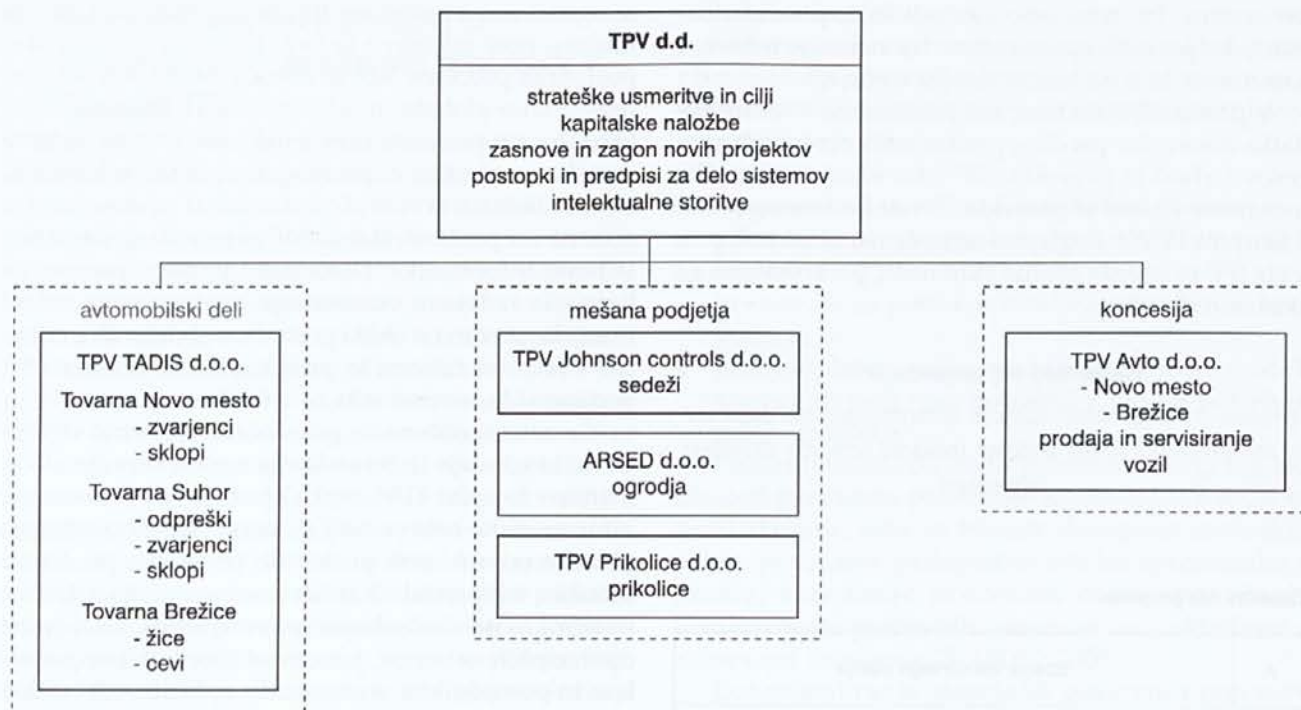 TPV d.d.
strateške usmeritve in cilji
kapitalske naložbe
zasnove in zagon novih projektov
postopki in predpisi za delo sistemov
intelektualne storitve
avtomobilski deli
TPV TADIS d.o.o.
Tovarna Novo mesto
- zvarjenci
- sklopi
Tovarna Suhor
- odpreški
- zvarjenci
- sklopi
Tovarna Brežice
- žice
- cevi
mešana podjetja
TPV Johnson controls d.o.o.
sedeži
ARSED d.o.o.
ogrodja
TPV Prikolice d.o.o.
prikolice
koncesija
TPV Avto d.o.o.
- Novo mesto
- Brežice
prodaja in servisiranje
vozil